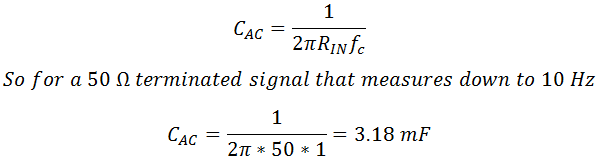 C_AC = 1 / (2πR_IN f_c)
So for a 50 Ω terminated signal that measures down to 10 Hz
C_AC = 1 / (2π * 50 * 1) = 3.18 mF